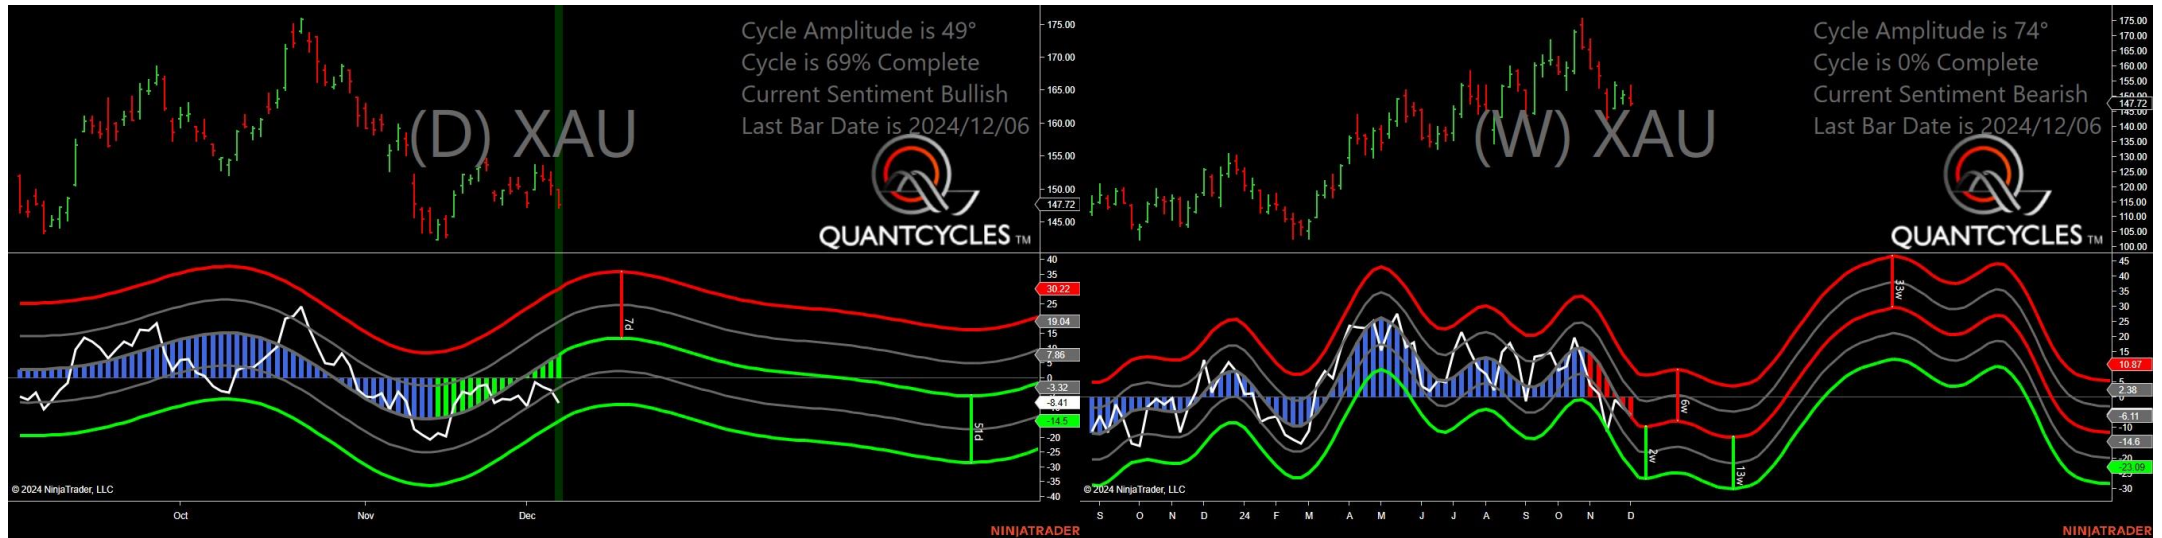 Cycle Amplitude is 49°
Cycle is 69% Complete
Current Sentiment Bullish
Last Bar Date is 2024/12/06
(D) XAU
QUANTCYCLES TM
175.00
170.00
165.00
160.00
155.00
150.00
147.72
145.00
40
35
30.22
25
19.04
15
7.86
5
0
-3.32
-8.41
-14.5
-20
-25
-30
-35
-40
7d
51d
© 2024 NinjaTrader, LLC
Oct
Nov
Dec
NINJATRADER
Cycle Amplitude is 74°
Cycle is 0% Complete
Current Sentiment Bearish
Last Bar Date is 2024/12/06
(W) XAU
QUANTCYCLES TM
175.00
170.00
165.00
160.00
155.00
150.00
147.72
145.00
140.00
135.00
130.00
125.00
120.00
115.00
110.00
105.00
100.00
45
40
35
30
25
20
15
10.87
2.38
0
-6.11
-10
-14.6
-20
-23.09
-30
33w
6w
2w
13w
© 2024 NinjaTrader, LLC
S O N D 24 F M A M J J A S O N D
NINJATRADER